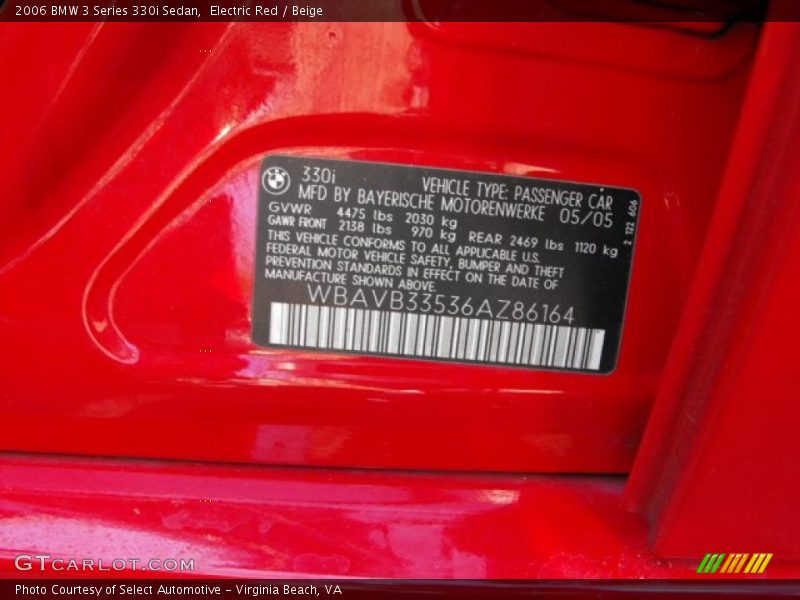 2006 BMW 3 Series 330i Sedan,  Electric Red / Beige
330i
VEHICLE TYPE: PASSENGER CAR
MFD BY BAYERISCHE MOTORENWERKE 05/05
GVWR 4475 lbs 2030 kg
GAWR FRONT 2138 lbs 970 kg REAR 2469 lbs 1120 kg
THIS VEHICLE CONFORMS TO ALL APPLICABLE U.S.
FEDERAL MOTOR VEHICLE SAFETY, BUMPER AND THEFT
PREVENTION STANDARDS IN EFFECT ON THE DATE OF
MANUFACTURE SHOWN ABOVE.
WBAVB33536AZ86164
2 122 606
GTCARLOT.COM
Photo Courtesy of Select Automotive - Virginia Beach, VA